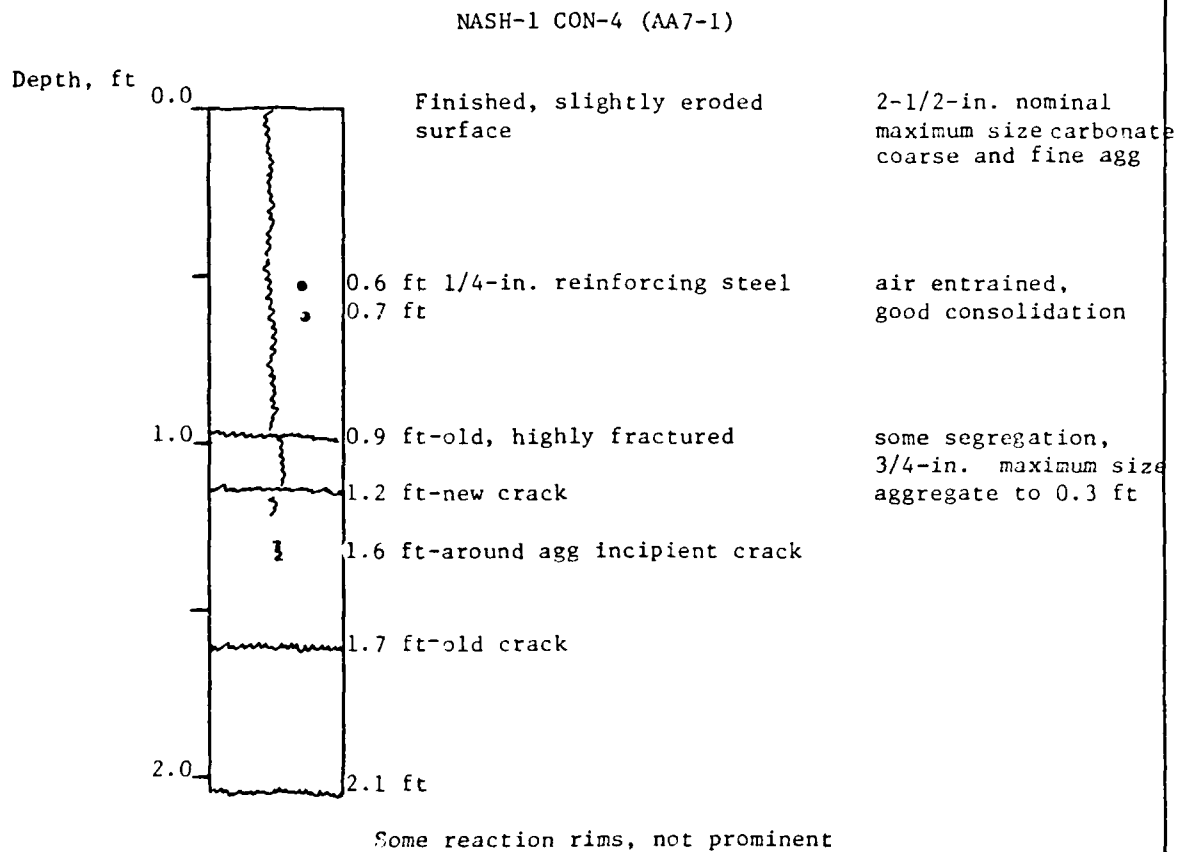 NASH-1 CON-4 (AA7-1)
Depth, ft
0.0
Finished, slightly eroded
surface
2-1/2-in. nominal
maximum size carbonate
coarse and fine agg
0.6 ft 1/4-in. reinforcing steel
0.7 ft
air entrained,
good consolidation
1.0
0.9 ft-old, highly fractured
some segregation,
3/4-in. maximum size
aggregate to 0.3 ft
1.2 ft-new crack
1.6 ft-around agg incipient crack
1.7 ft-old crack
2.0
2.1 ft
Some reaction rims, not prominent